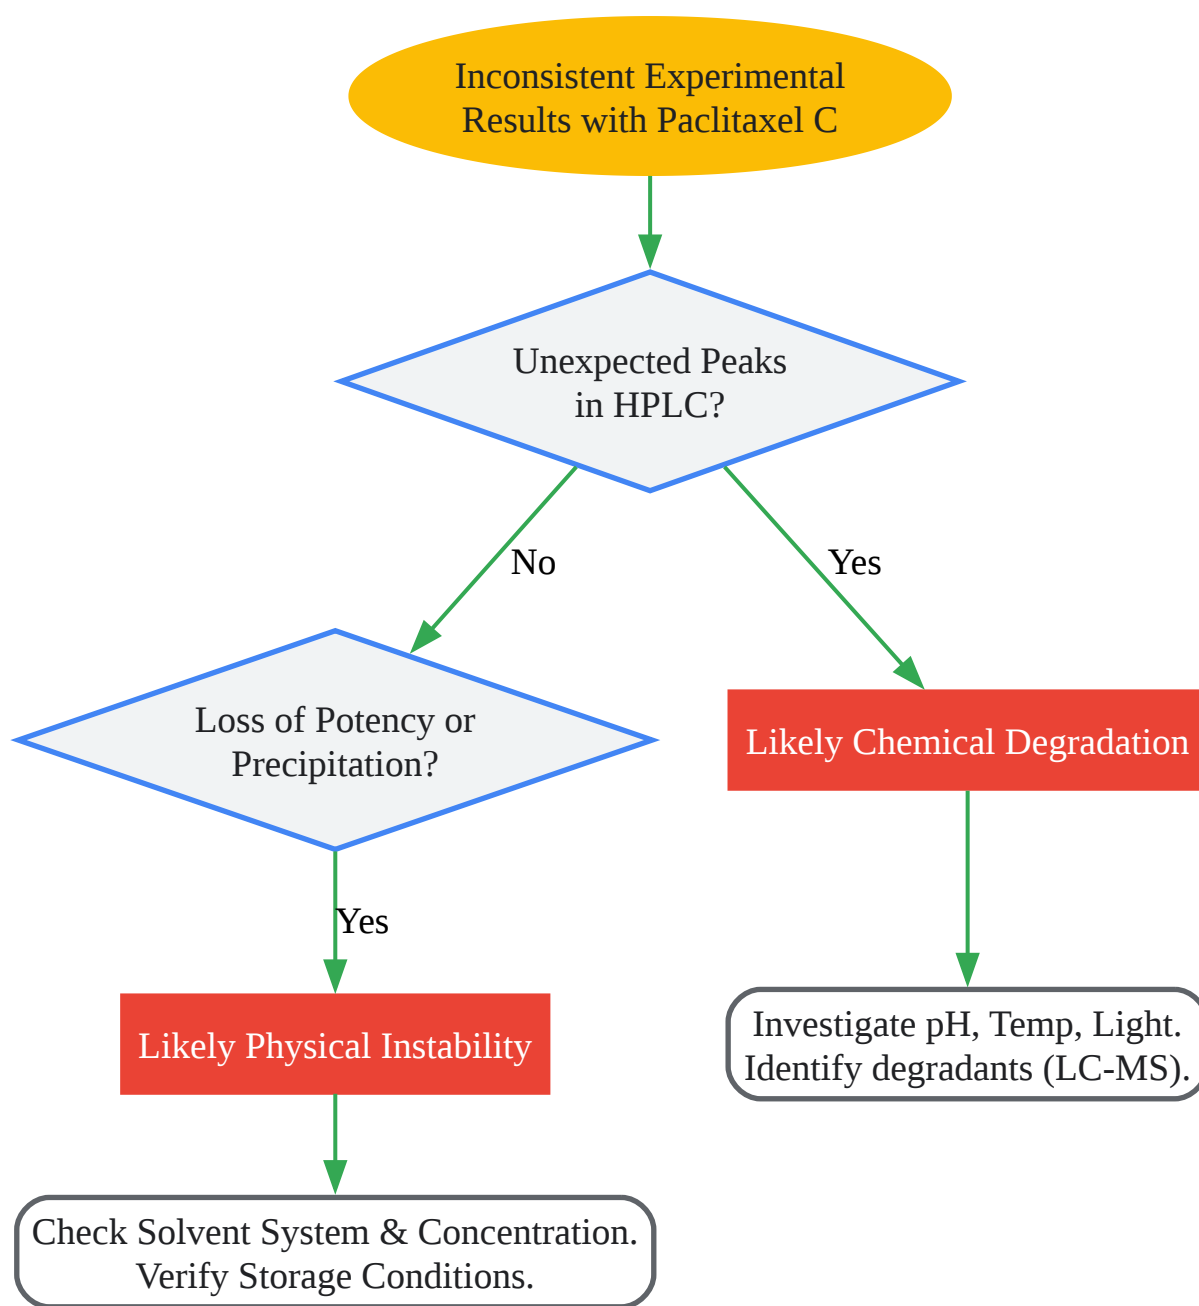 Inconsistent Experimental
Results with Paclitaxel C
Unexpected Peaks
in HPLC?
No
Yes
Loss of Potency or
Precipitation?
Likely Chemical Degradation
Yes
Likely Physical Instability
Investigate pH, Temp, Light.
Identify degradants (LC-MS).
Check Solvent System & Concentration.
Verify Storage Conditions.